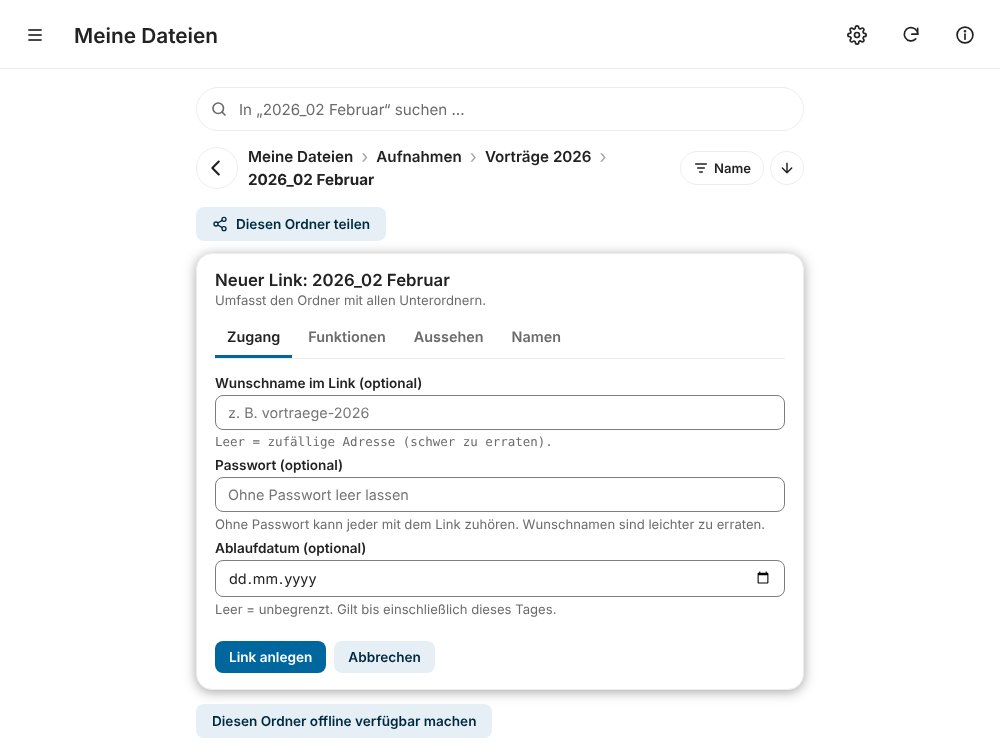 Meine Dateien
In „2026_02 Februar“ suchen ...
Meine Dateien › Aufnahmen › Vorträge 2026 ›
2026_02 Februar
Name
Diesen Ordner teilen
Neuer Link: 2026_02 Februar
Umfasst den Ordner mit allen Unterordnern.
Zugang Funktionen Aussehen Namen
Wunschname im Link (optional)
z. B. vortraege-2026
Leer = zufällige Adresse (schwer zu erraten).
Passwort (optional)
Ohne Passwort leer lassen
Ohne Passwort kann jeder mit dem Link zuhören. Wunschnamen sind leichter zu erraten.
Ablaufdatum (optional)
dd.mm.yyyy
Leer = unbegrenzt. Gilt bis einschließlich dieses Tages.
Link anlegen Abbrechen
Diesen Ordner offline verfügbar machen